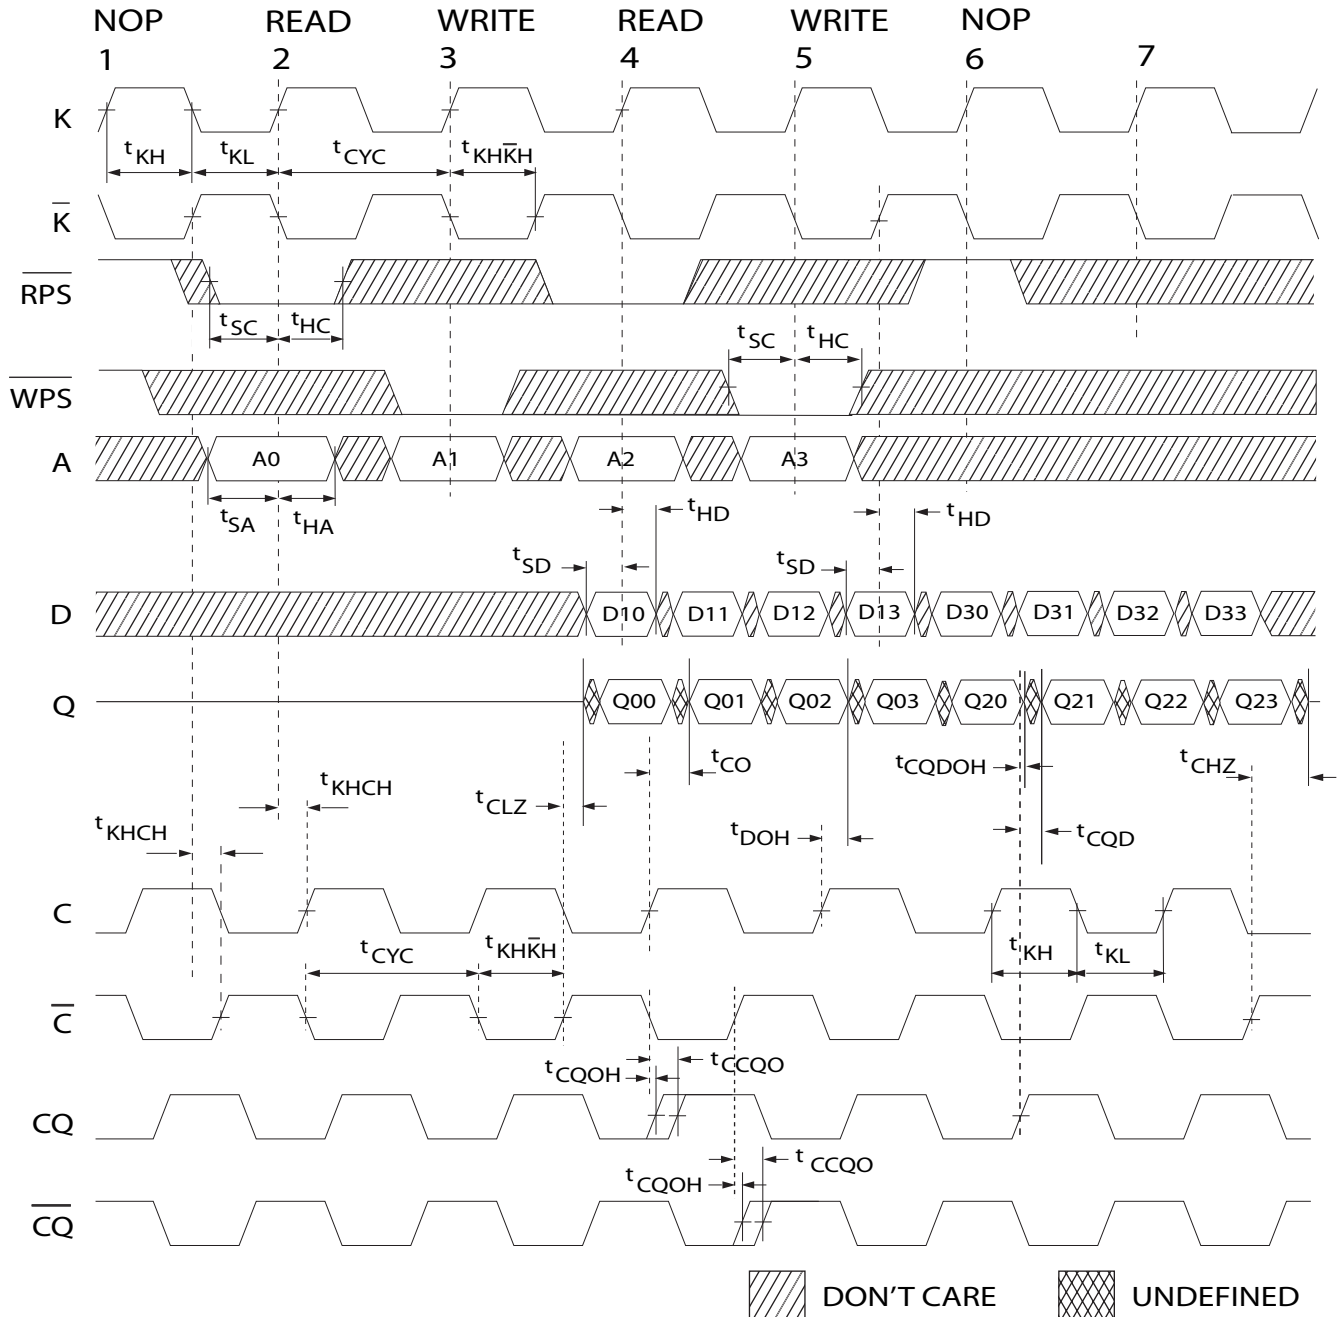 NOP READ WRITE READ WRITE NOP
1 2 3 4 5 6 7
K
tKH tKL tCYC tKHK̅H
K̅
R̅P̅S̅
tSC tHC
tSC tHC
W̅P̅S̅
A A0 A1 A2 A3
tSA tHA
tHD tHD
tSD tSD
D D10 D11 D12 D13 D30 D31 D32 D33
Q Q00 Q01 Q02 Q03 Q20 Q21 Q22 Q23
tCO tCQDOH tCHZ
tKHCH tCLZ
tKHCH tDOH tCQD
C
tCYC tKHK̅H tKH tKL
C̅
tCQOH tCCQO
CQ
tCQOH tCCQO
C̅Q̅
DON'T CARE UNDEFINED